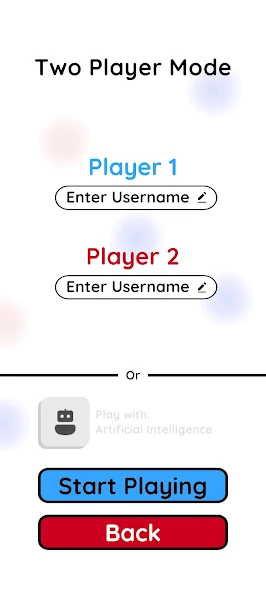 Two Player Mode
Player 1
Enter Username
Player 2
Enter Username
Or
Play with:
Artificial Intelligence
Start Playing
Back